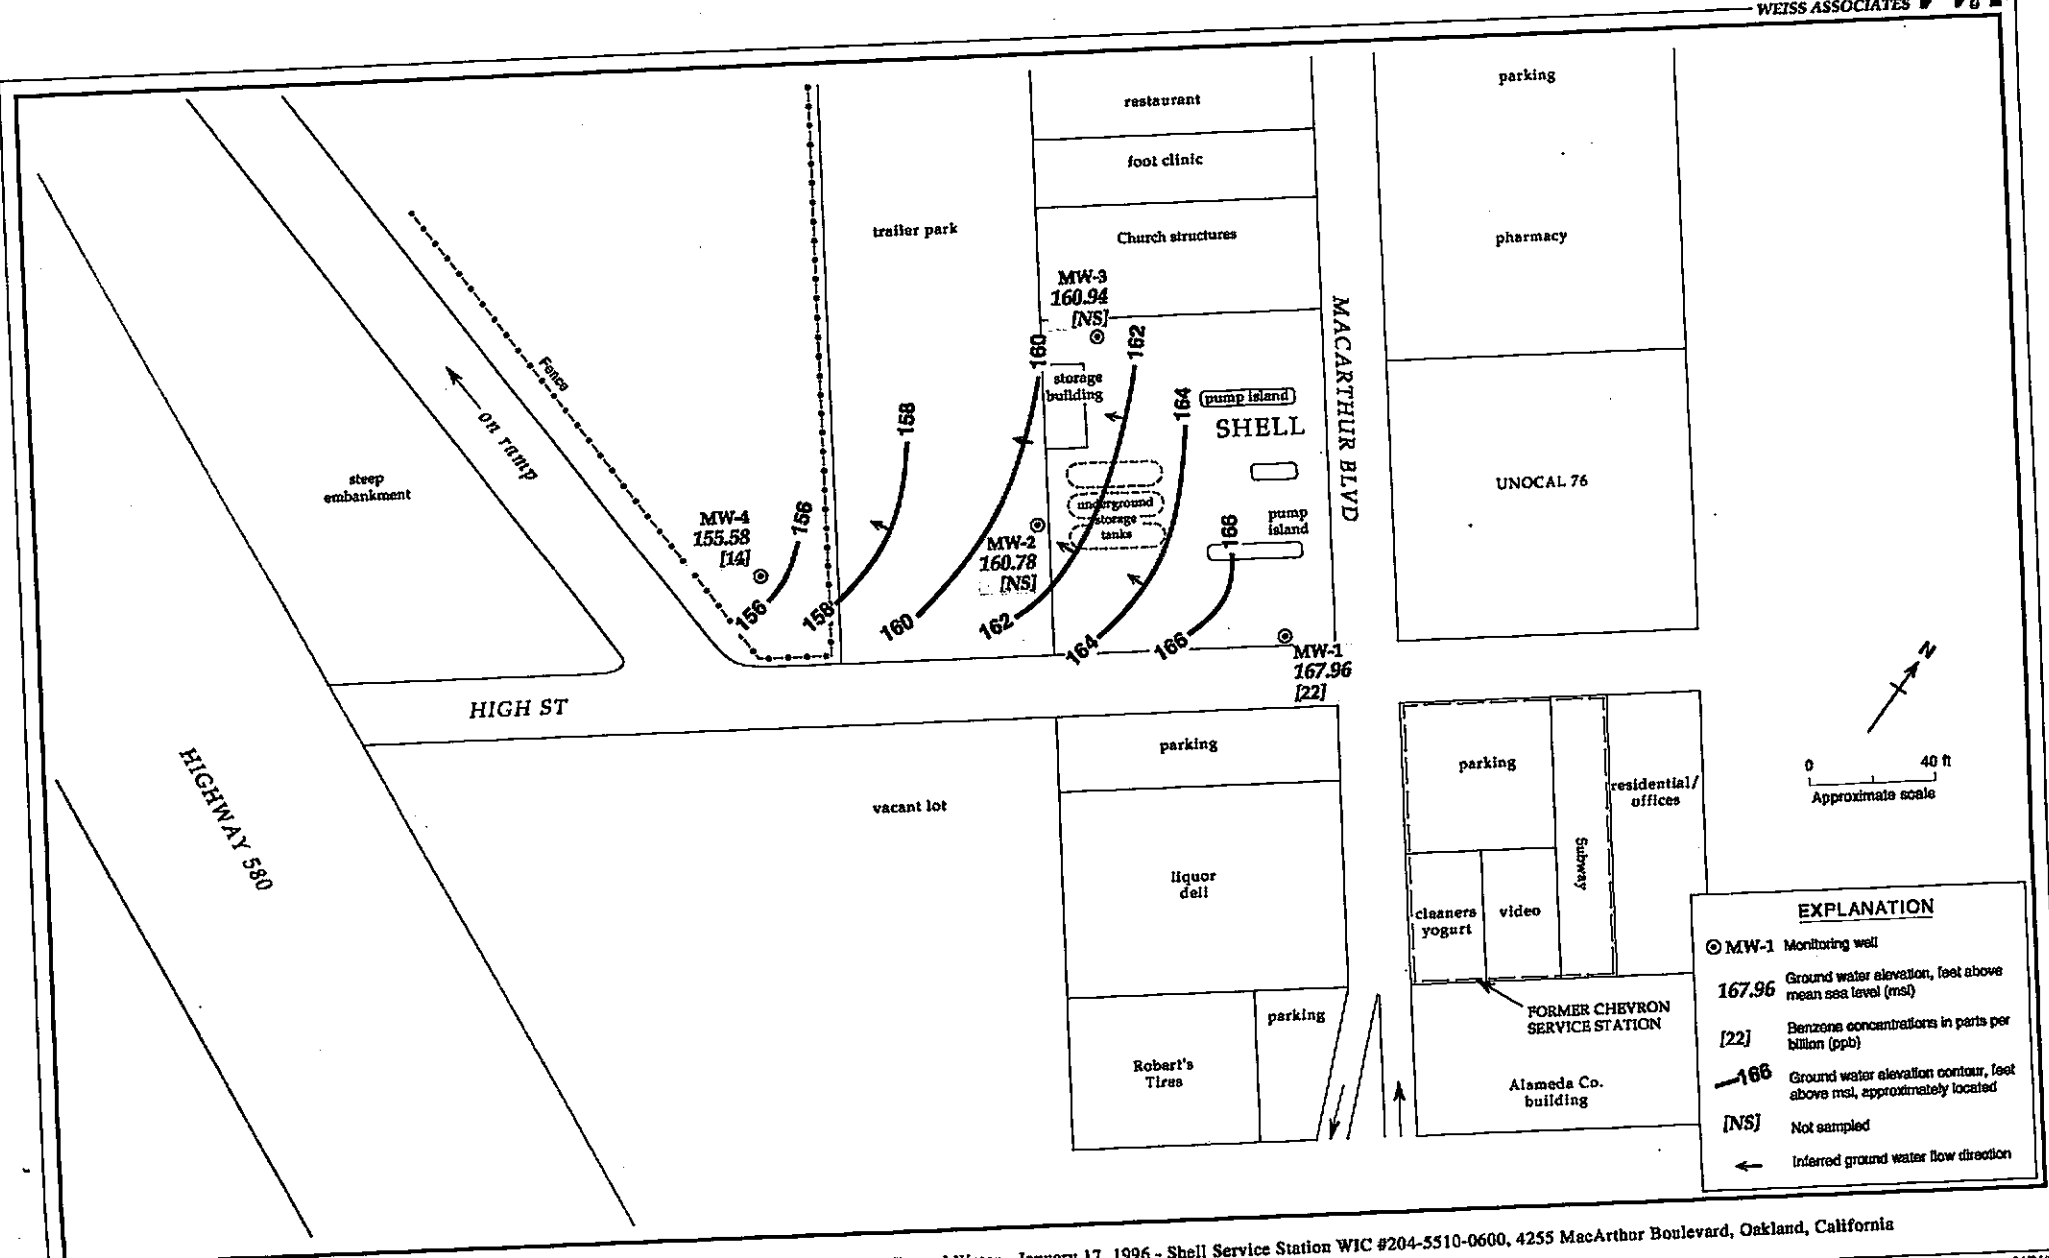 WEISS ASSOCIATES
restaurant
foot clinic
Church structures
trailer park
parking
pharmacy
UNOCAL 76
MACARTHUR BLVD
MW-3
160.94
[NS]
160
162
164
166
158
156
storage
building
pump island
SHELL
pump
island
underground
storage
tanks
MW-2
160.78
[NS]
MW-4
155.58
[14]
Fence
on ramp
steep
embankment
156
158
160
162
164
166
MW-1
167.96
[22]
HIGH ST
HIGHWAY 580
vacant lot
parking
liquor
deli
Robert's
Tires
parking
parking
Subway
residential/
offices
cleaners
yogurt
video
FORMER CHEVRON
SERVICE STATION
Alameda Co.
building
N
0 40 ft
Approximate scale
EXPLANATION
MW-1 Monitoring well
167.96 Ground water elevation, feet above
mean sea level (msl)
[22] Benzene concentrations in parts per
billion (ppb)
166 Ground water elevation contour, feet
above msl, approximately located
[NS] Not sampled
Inferred ground water flow direction
January 17, 1996 - Shell Service Station WIC #204-5510-0600, 4255 MacArthur Boulevard, Oakland, California